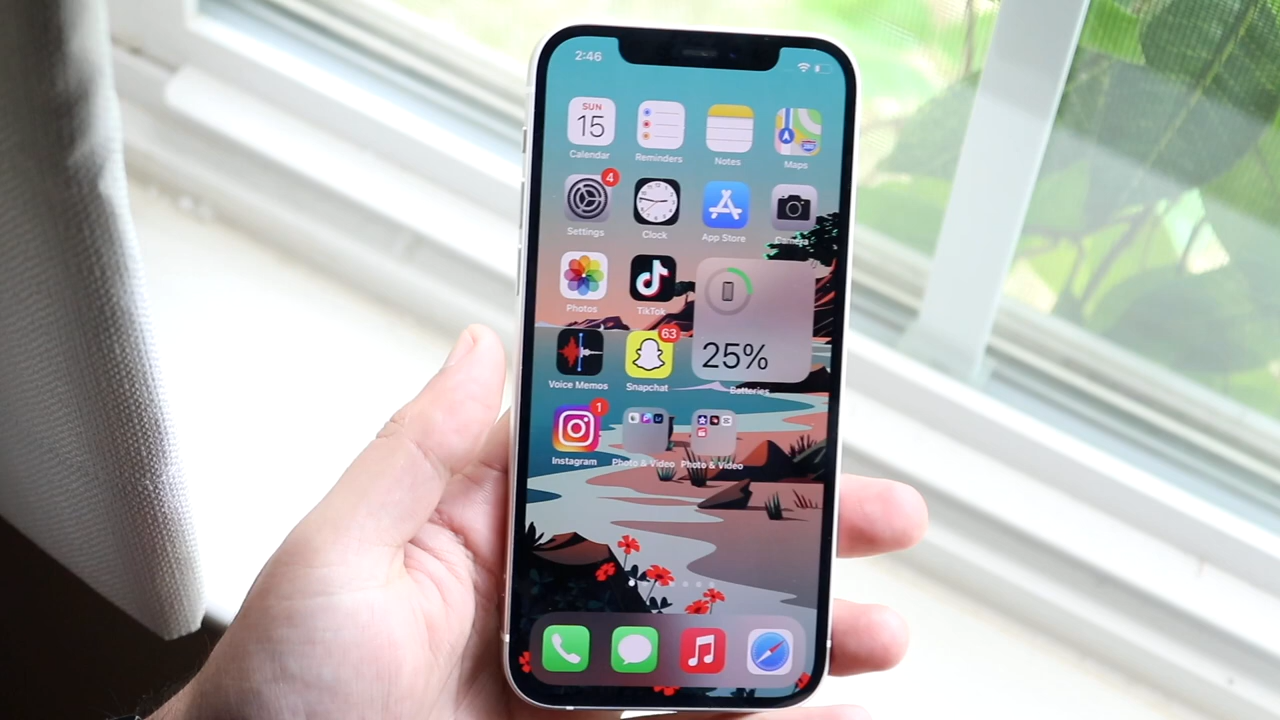 2:46
SUN
15
Calendar
Reminders
Notes
Maps
4
Settings
Clock
App Store
Camera
Photos
TikTok
25%
Batteries
Voice Memos
63
Snapchat
1
Instagram
Photo & Video
Photo & Video